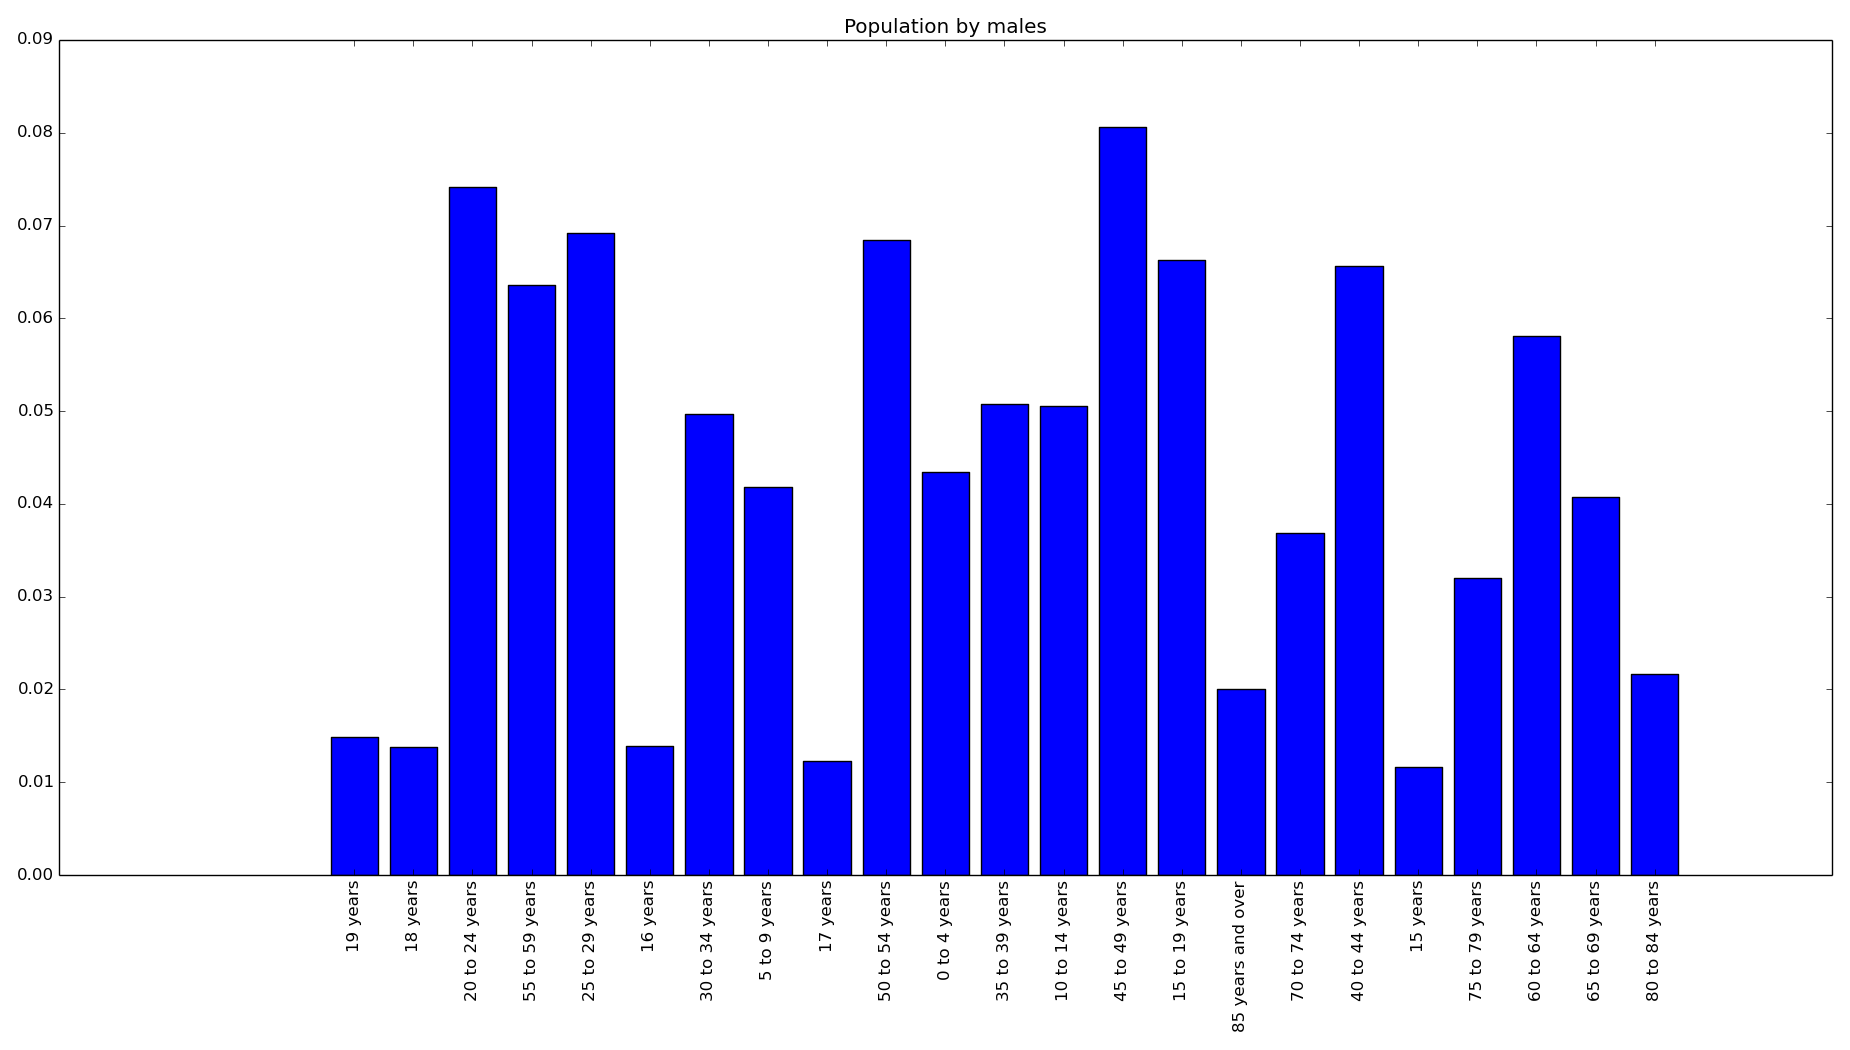 Population by males
0.09
0.08
0.07
0.06
0.05
0.04
0.03
0.02
0.01
0.00
19 years
18 years
20 to 24 years
55 to 59 years
25 to 29 years
16 years
30 to 34 years
5 to 9 years
17 years
50 to 54 years
0 to 4 years
35 to 39 years
10 to 14 years
45 to 49 years
15 to 19 years
85 years and over
70 to 74 years
40 to 44 years
15 years
75 to 79 years
60 to 64 years
65 to 69 years
80 to 84 years